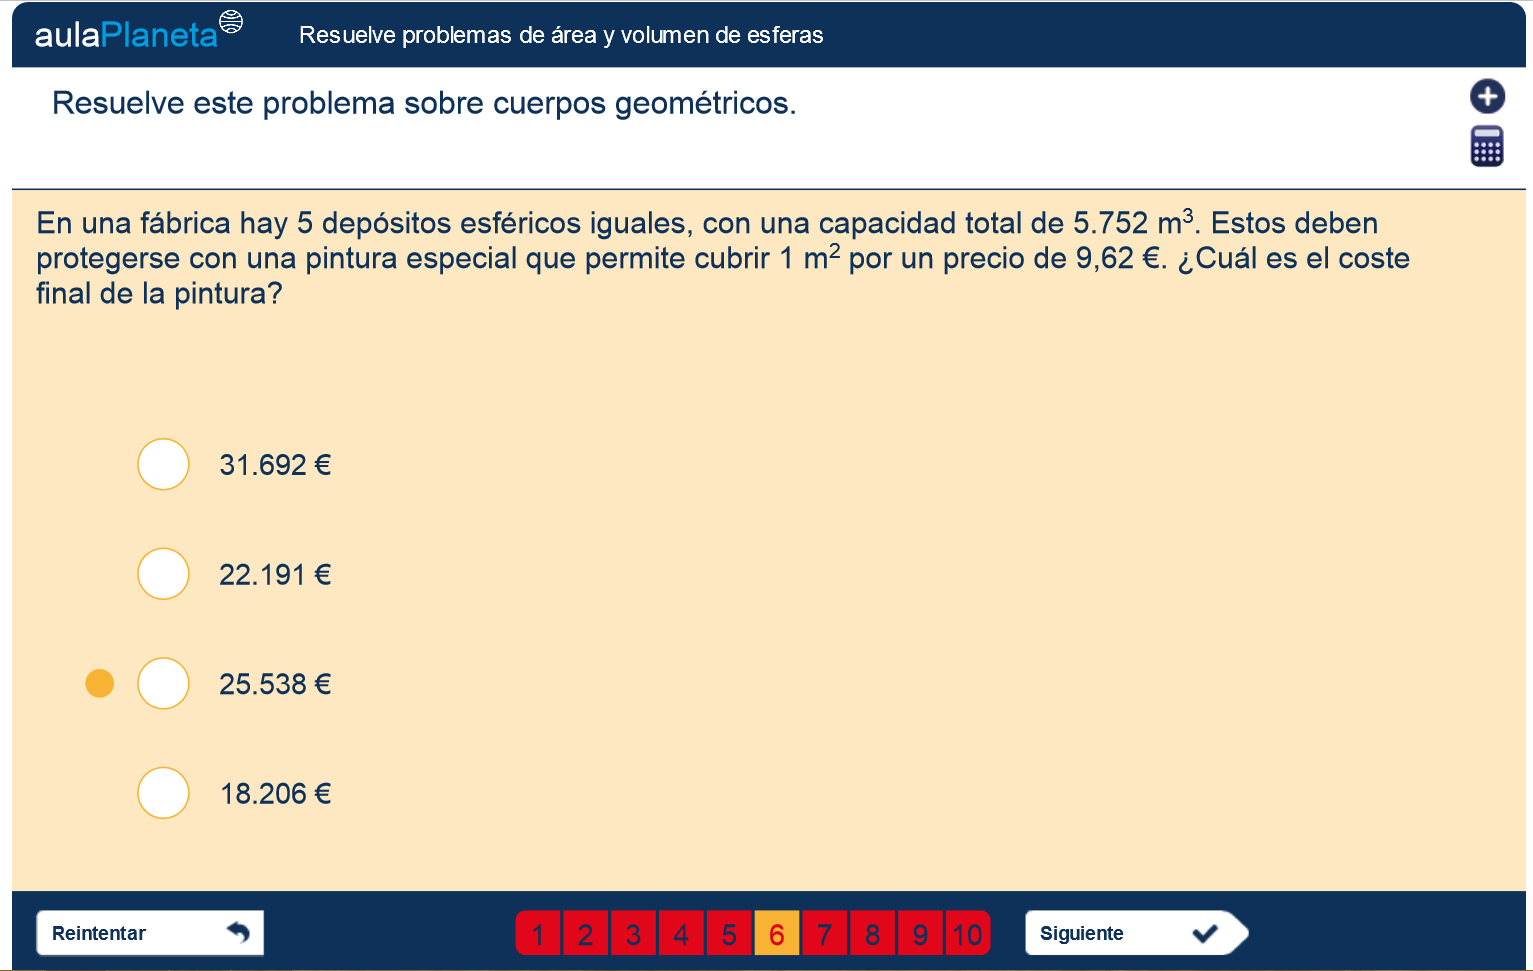 aulaPlaneta
Resuelve problemas de área y volumen de esferas
Resuelve este problema sobre cuerpos geométricos.
En una fábrica hay 5 depósitos esféricos iguales, con una capacidad total de 5.752 m³. Estos deben
protegerse con una pintura especial que permite cubrir 1 m² por un precio de 9,62 €. ¿Cuál es el coste
final de la pintura?
31.692 €
22.191 €
25.538 €
18.206 €
Reintentar
1 2 3 4 5 6 7 8 9 10
Siguiente